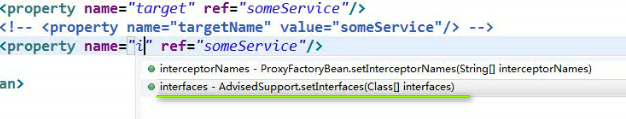 <property name="target" ref="someService"/>
<!-- <property name="targetName" value="someService"/> -->
<property name="i" ref="someService"/>
interceptorNames - ProxyFactoryBean.setInterceptorNames(String[] interceptorNames)
an>
interfaces - AdvisedSupport.setInterfaces(Class[] interfaces)